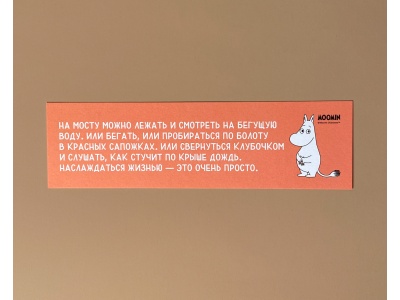 НА МОСТУ МОЖНО ЛЕЖАТЬ И СМОТРЕТЬ НА БЕГУЩУЮ
ВОДУ. ИЛИ БЕГАТЬ, ИЛИ ПРОБИРАТЬСЯ ПО БОЛОТУ
В КРАСНЫХ САПОЖКАХ. ИЛИ СВЕРНУТЬСЯ КЛУБОЧКОМ
И СЛУШАТЬ, КАК СТУЧИТ ПО КРЫШЕ ДОЖДЬ.
НАСЛАЖДАТЬСЯ ЖИЗНЬЮ — ЭТО ОЧЕНЬ ПРОСТО.
MOOMIN